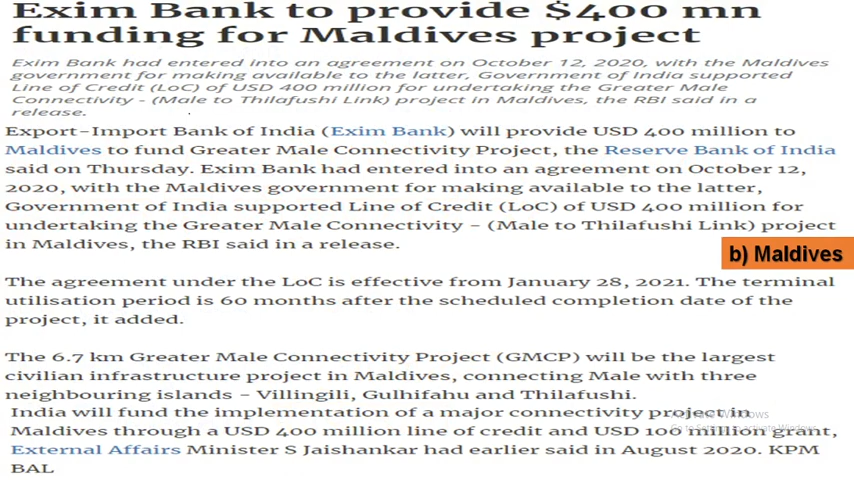 Exim Bank to provide $400 mn
funding for Maldives project
Exim Bank had entered into an agreement on October 12, 2020, with the Maldives
government for making available to the latter, Government of India supported
Line of Credit (LoC) of USD 400 million for undertaking the Greater Male
Connectivity - (Male to Thilafushi Link) project in Maldives, the RBI said in a
release.
Export-Import Bank of India (Exim Bank) will provide USD 400 million to
Maldives to fund Greater Male Connectivity Project, the Reserve Bank of India
said on Thursday. Exim Bank had entered into an agreement on October 12,
2020, with the Maldives government for making available to the latter,
Government of India supported Line of Credit (LoC) of USD 400 million for
undertaking the Greater Male Connectivity - (Male to Thilafushi Link) project
in Maldives, the RBI said in a release.
b) Maldives
The agreement under the LoC is effective from January 28, 2021. The terminal
utilisation period is 60 months after the scheduled completion date of the
project, it added.
The 6.7 km Greater Male Connectivity Project (GMCP) will be the largest
civilian infrastructure project in Maldives, connecting Male with three
neighbouring islands - Villingili, Gulhifahu and Thilafushi.
India will fund the implementation of a major connectivity project in
Activate Windows
Maldives through a USD 400 million line of credit and USD 100 million grant,
Go to Settings to activate Windows.
External Affairs Minister S Jaishankar had earlier said in August 2020. KPM
BAL